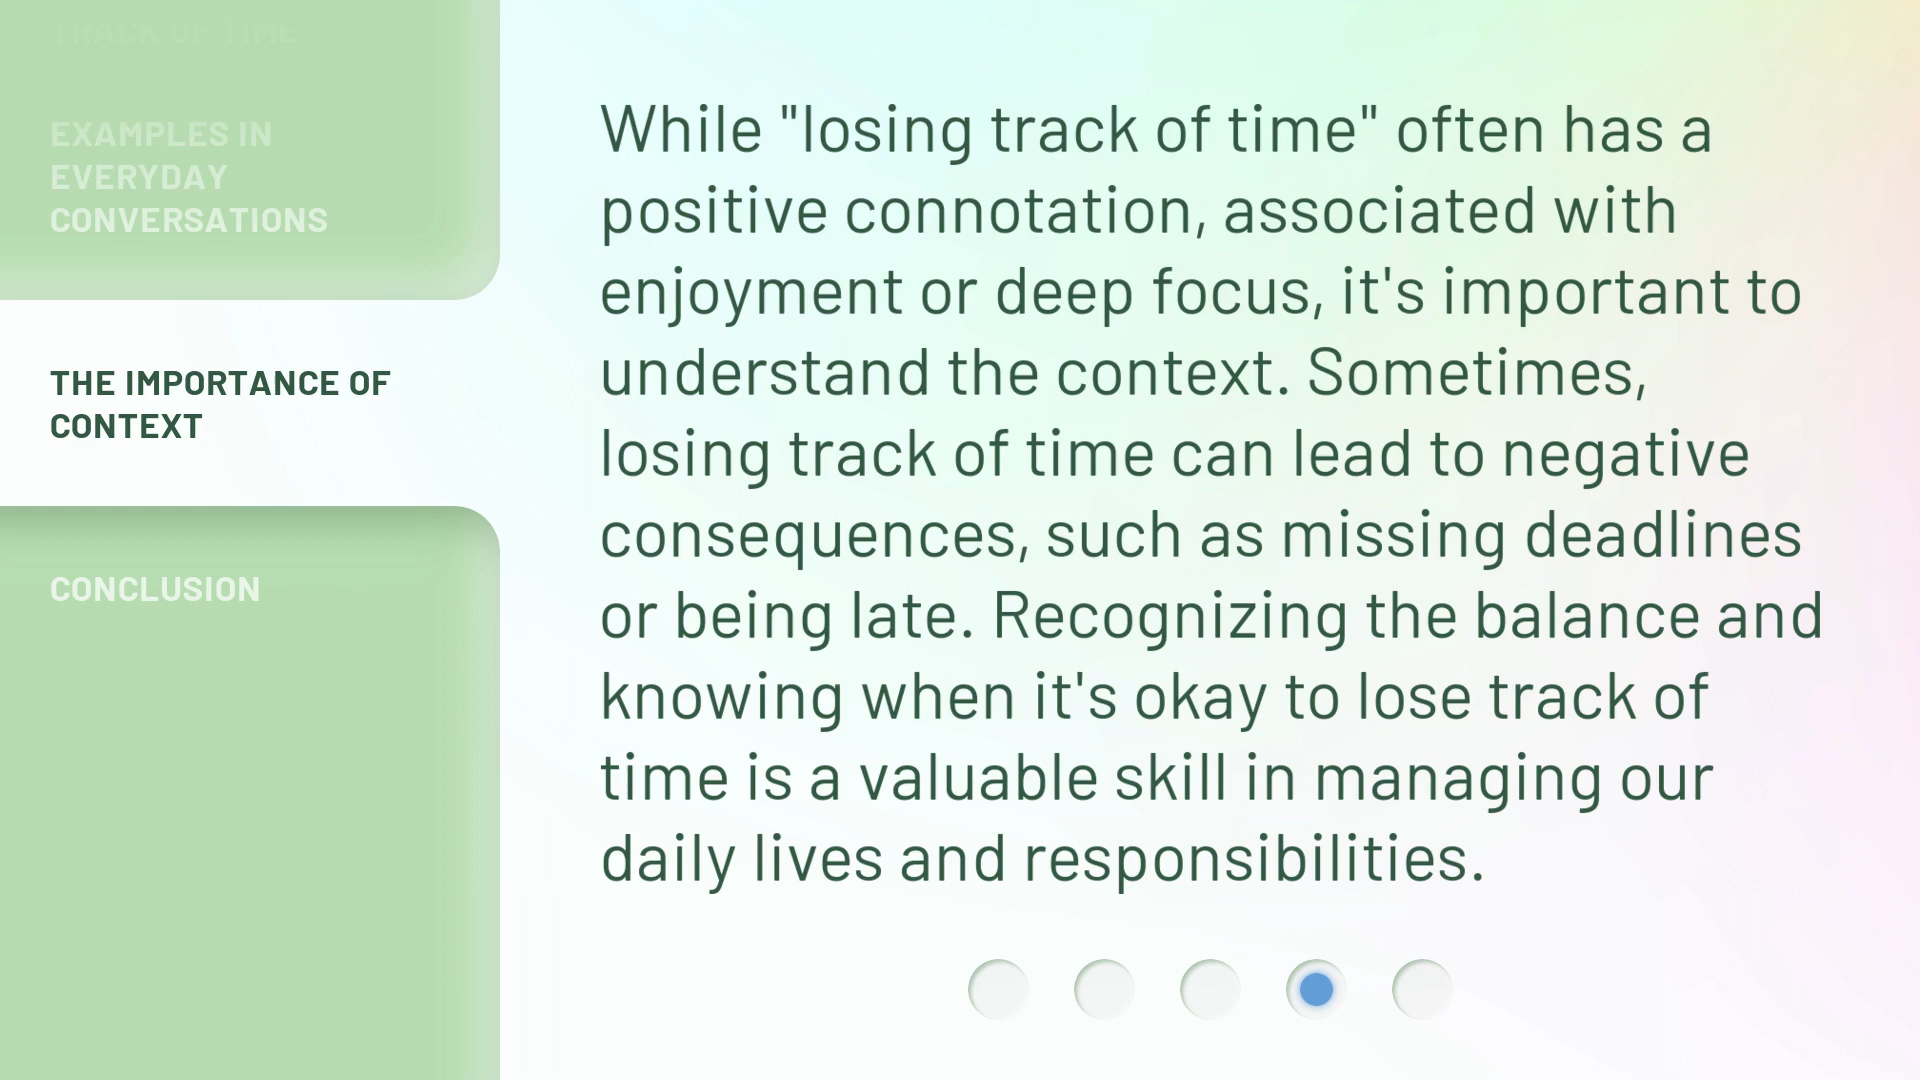 TRACK OF TIME"
EXAMPLES IN
EVERYDAY
CONVERSATIONS
THE IMPORTANCE OF
CONTEXT
CONCLUSION
While "losing track of time" often has a
positive connotation, associated with
enjoyment or deep focus, it's important to
understand the context. Sometimes,
losing track of time can lead to negative
consequences, such as missing deadlines
or being late. Recognizing the balance and
knowing when it's okay to lose track of
time is a valuable skill in managing our
daily lives and responsibilities.